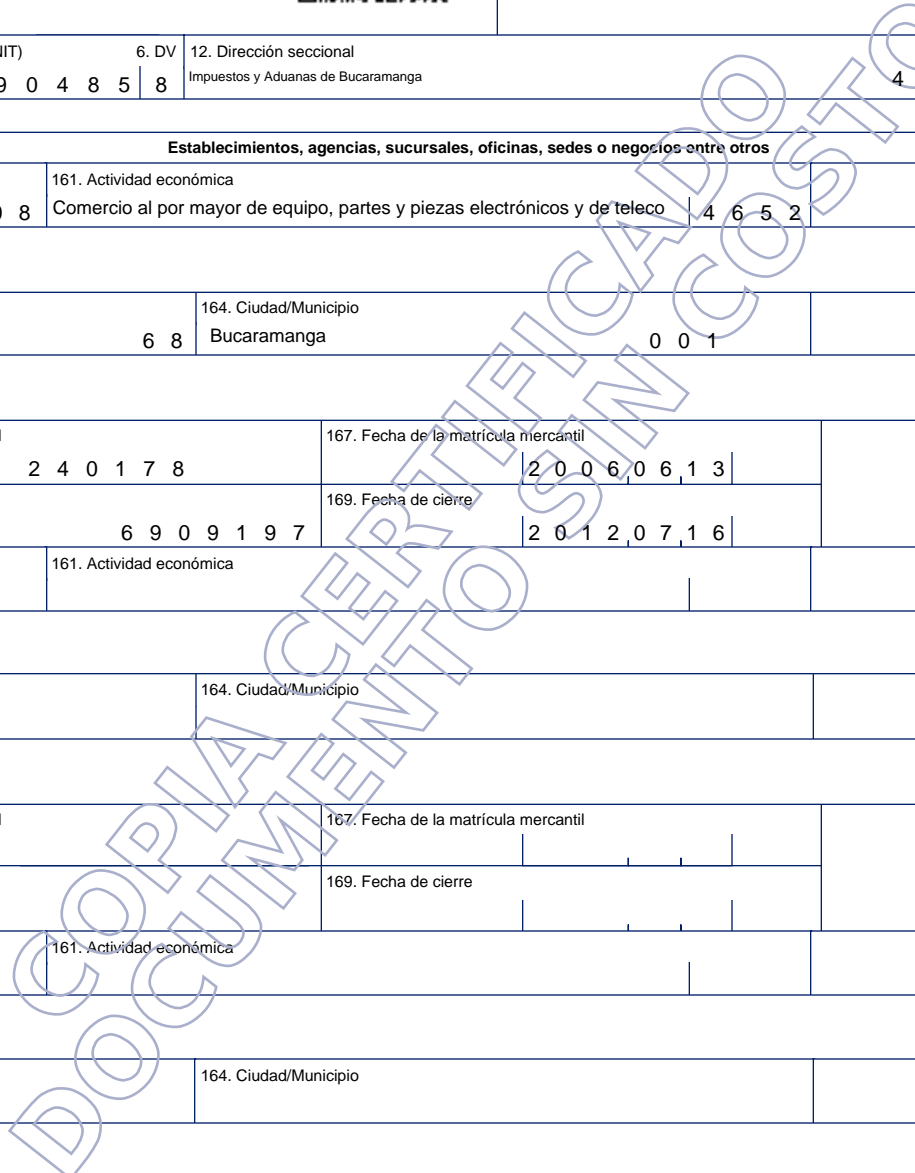 6. DV 12. Dirección seccional
9 0 4 8 5 8 Impuestos y Aduanas de Bucaramanga 4
Establecimientos, agencias, sucursales, oficinas, sedes o negocios entre otros
161. Actividad económica
8 Comercio al por mayor de equipo, partes y piezas electrónicos y de teleco 4 6 5 2
164. Ciudad/Municipio
6 8 Bucaramanga 0 0 1
167. Fecha de la matrícula mercantil
2 4 0 1 7 8 2 0 0 6 0 6 1 3
169. Fecha de cierre
6 9 0 9 1 9 7 2 0 1 2 0 7 1 6
161. Actividad económica
164. Ciudad/Municipio
167. Fecha de la matrícula mercantil
169. Fecha de cierre
161. Actividad económica
164. Ciudad/Municipio
COPIA CERTIFICADO
DOCUMENTO SIN COSTO